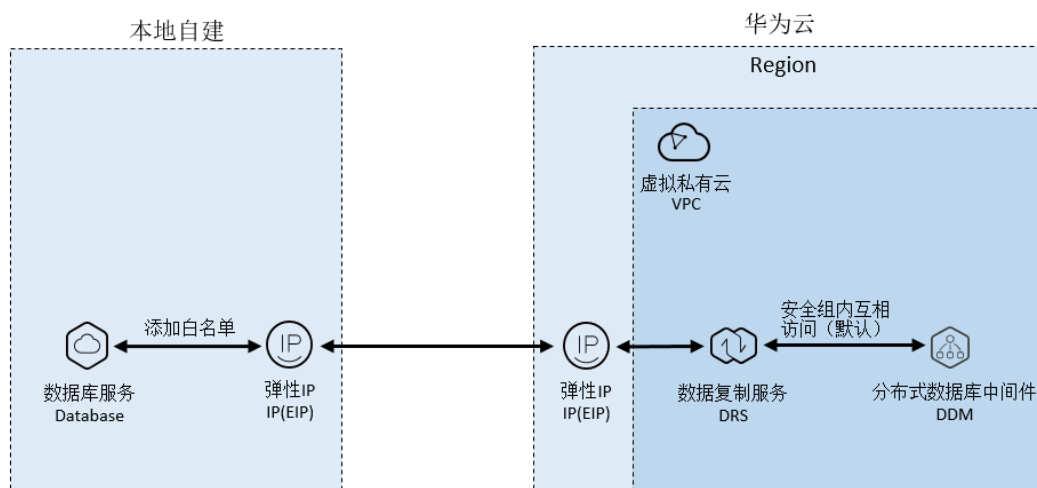 本地自建
华为云
Region
虚拟私有云
VPC
添加白名单
安全组内互相
访问（默认）
数据库服务
Database
弹性IP
IP(EIP)
弹性IP
IP(EIP)
数据复制服务
DRS
分布式数据库中间件
DDM
IP
IP